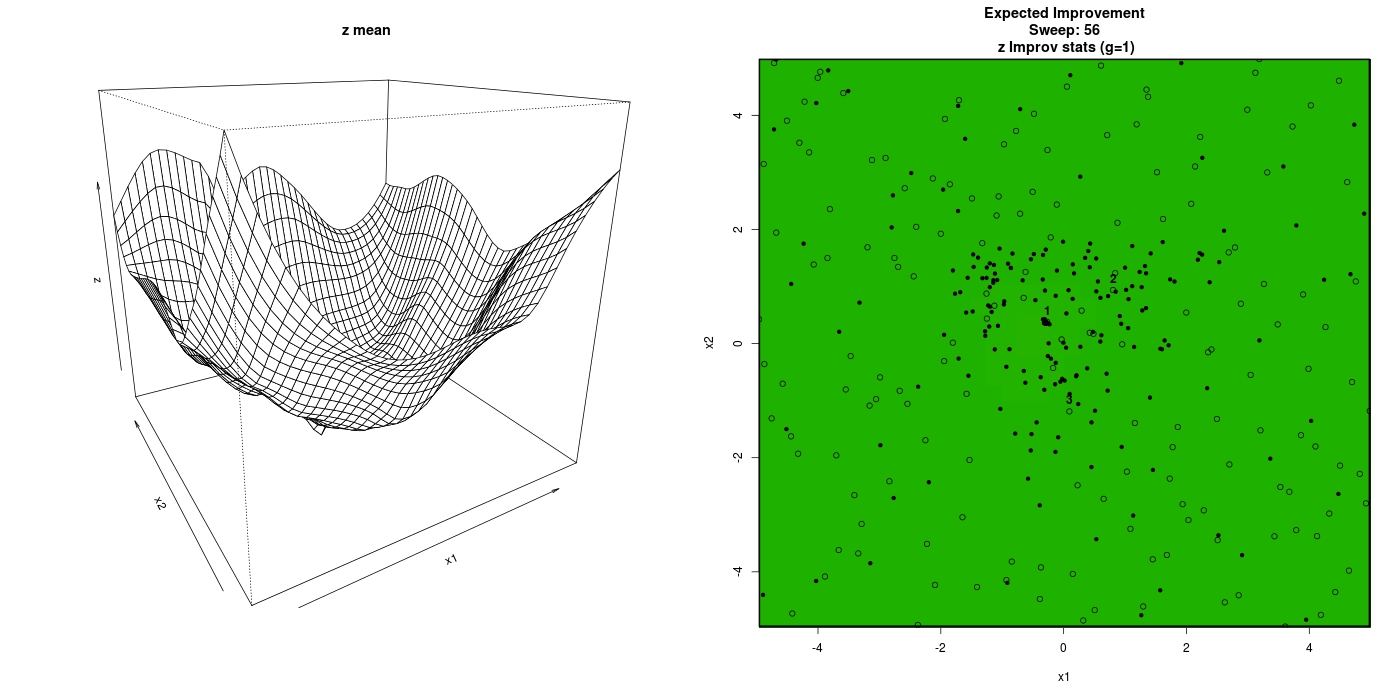 z mean
z
x2
x1
Expected Improvement
Sweep: 56
z Improv stats (g=1)
x2
4
2
0
-2
-4
2
1
3
-4
-2
0
2
4
x1